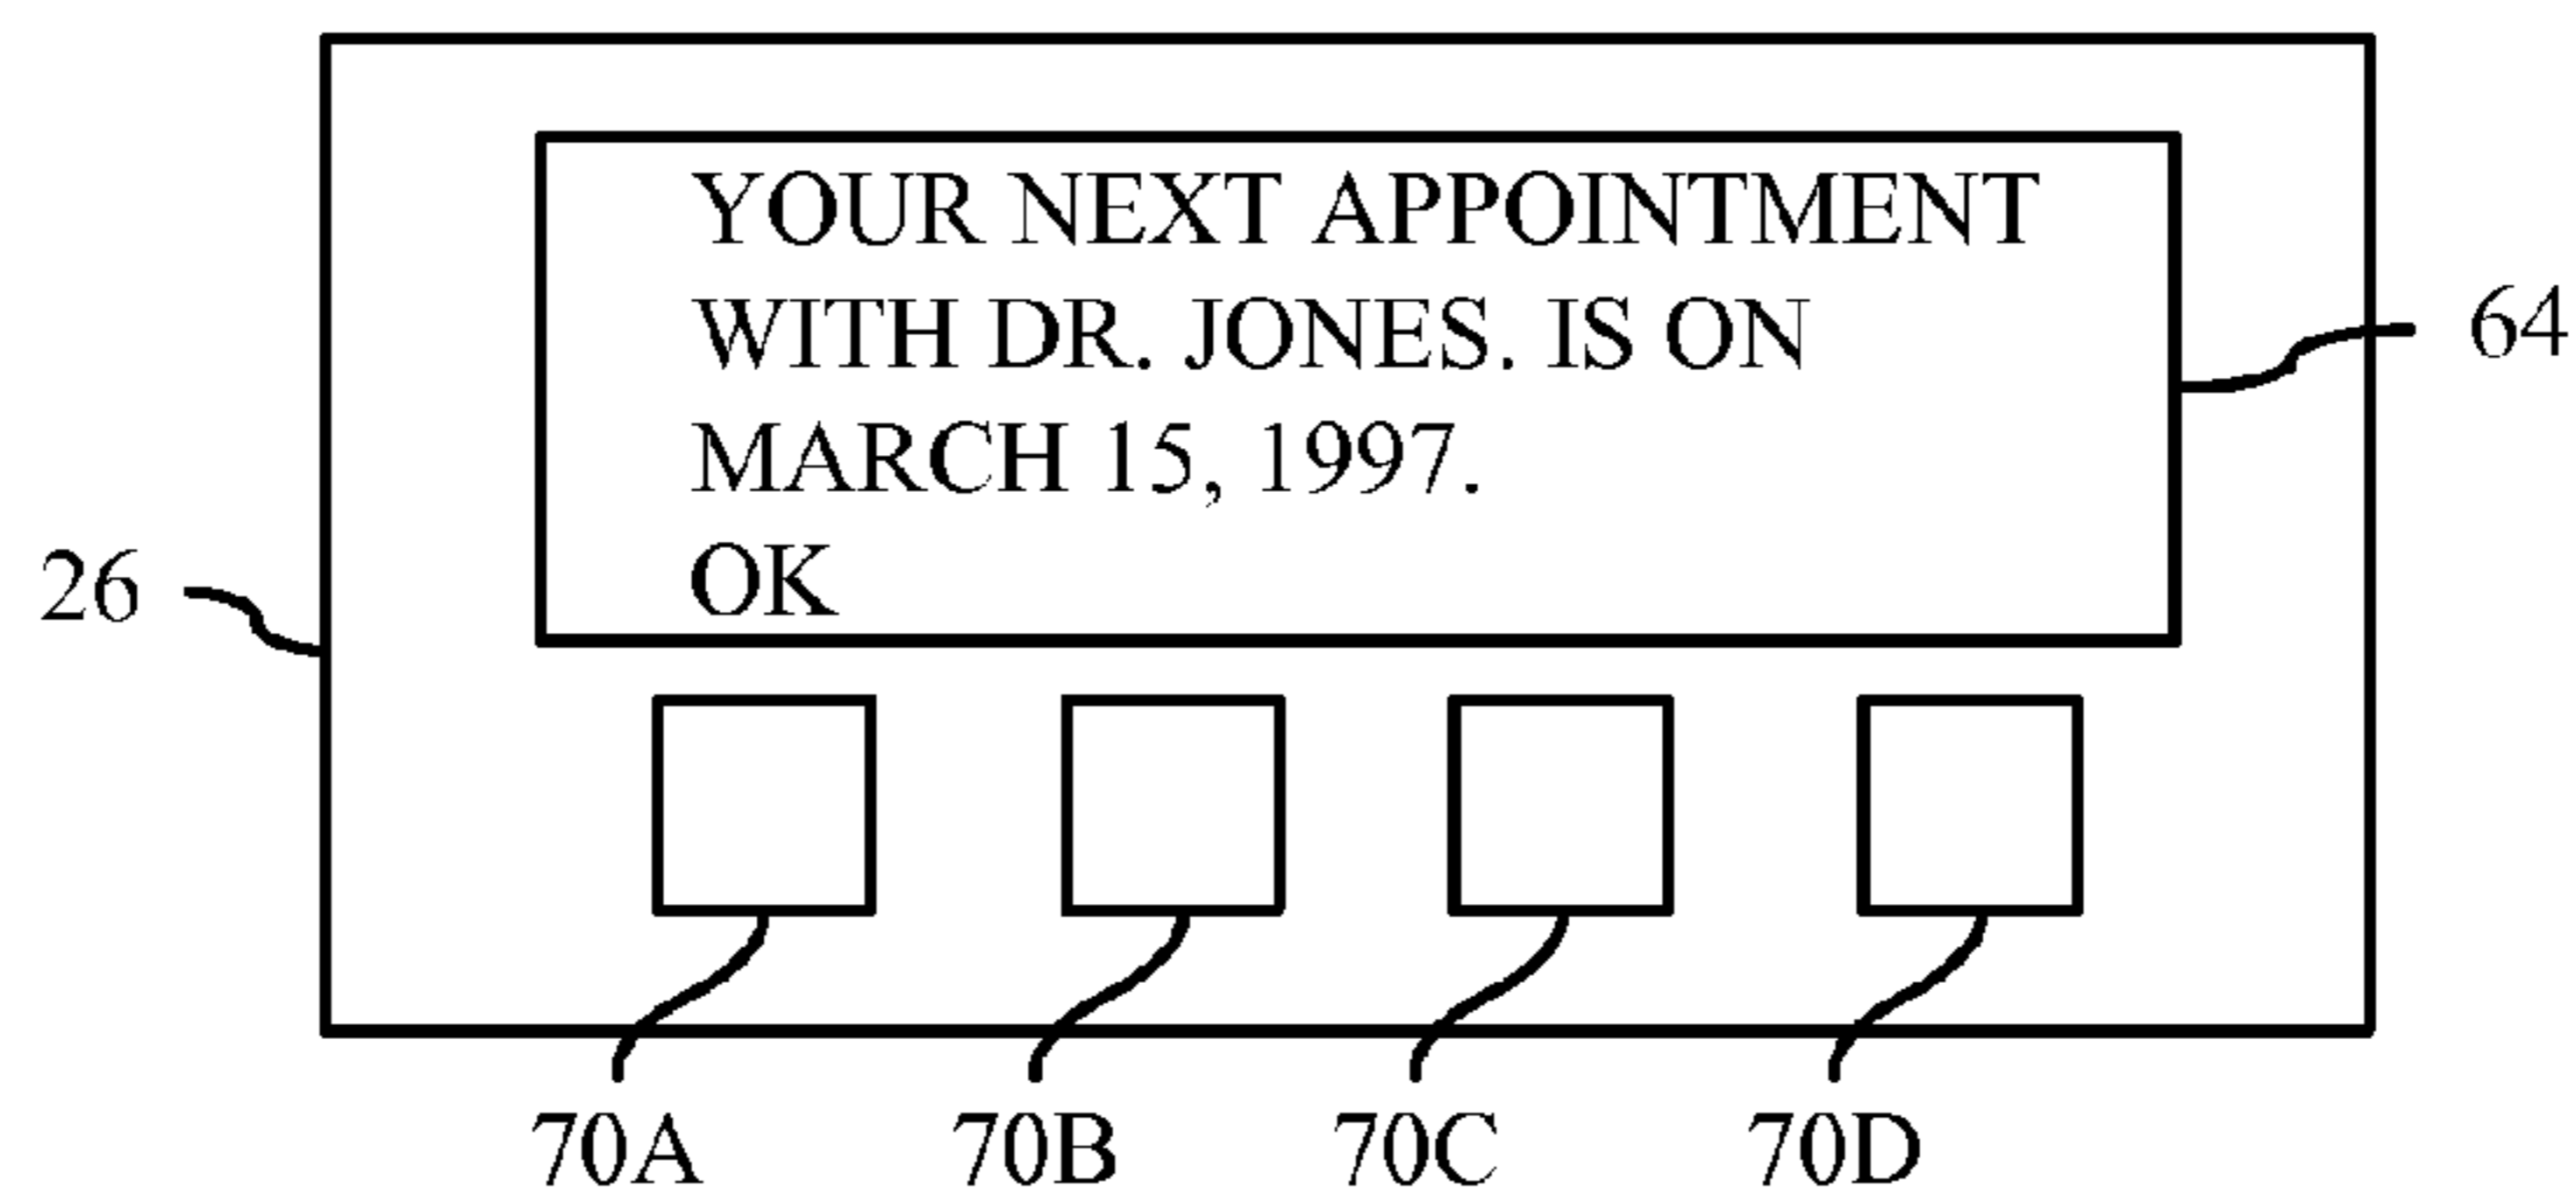 YOUR NEXT APPOINTMENT
WITH DR. JONES. IS ON
MARCH 15, 1997.
OK
64
26
70A 70B 70C 70D